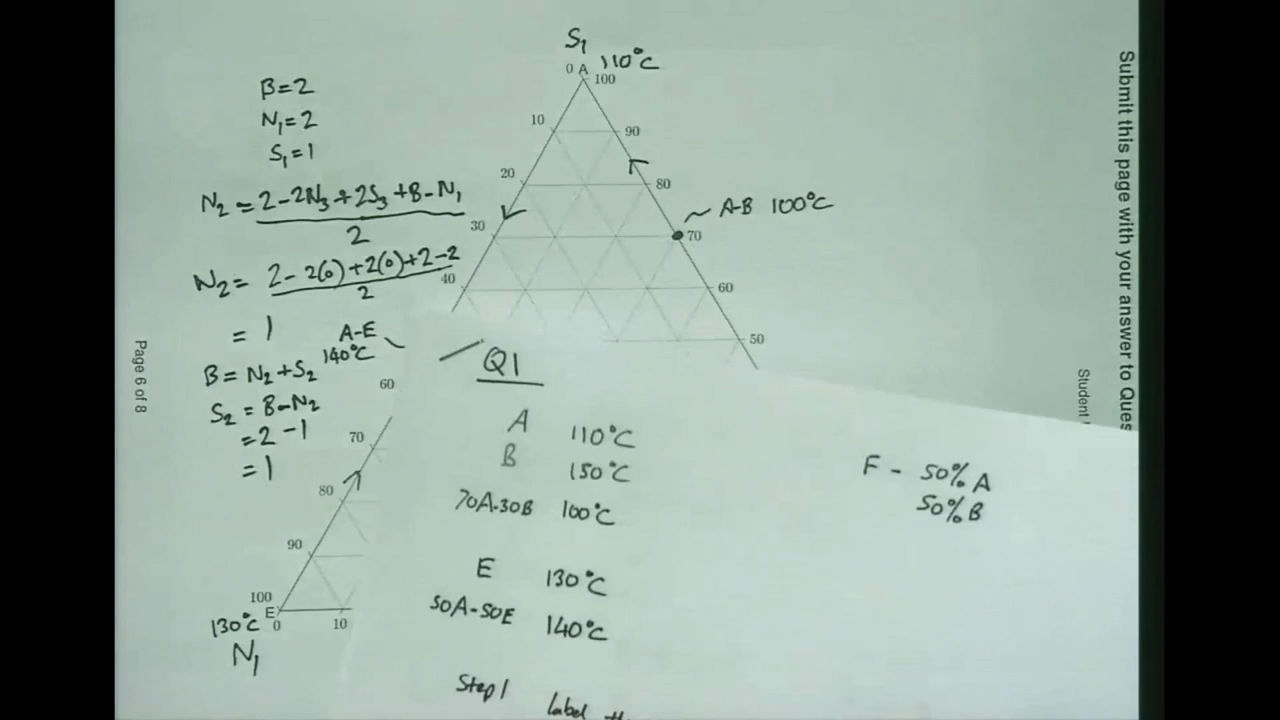 S1
0 A 100
110°C
B=2
N1=2
S1=1
N2 = 2-2N3+2S3+B-N1
2
N2 = 2-2(0)+2(0)+2-2
2
= 1
B = N2+S2
S2 = B-N2
=2-1
=1
A-E
140°C
10
20
30
40
60
70
80
90
100
E
130°C
0
10
N1
90
80
70
60
50
A-B 100°C
Q1
A 110°C
B 150°C
70A-30B 100°C
E 130°C
50A-50E 140°C
Step 1 Label
F - 50% A
50% B
Page 6 of 8
Submit this page with your answer to
Student